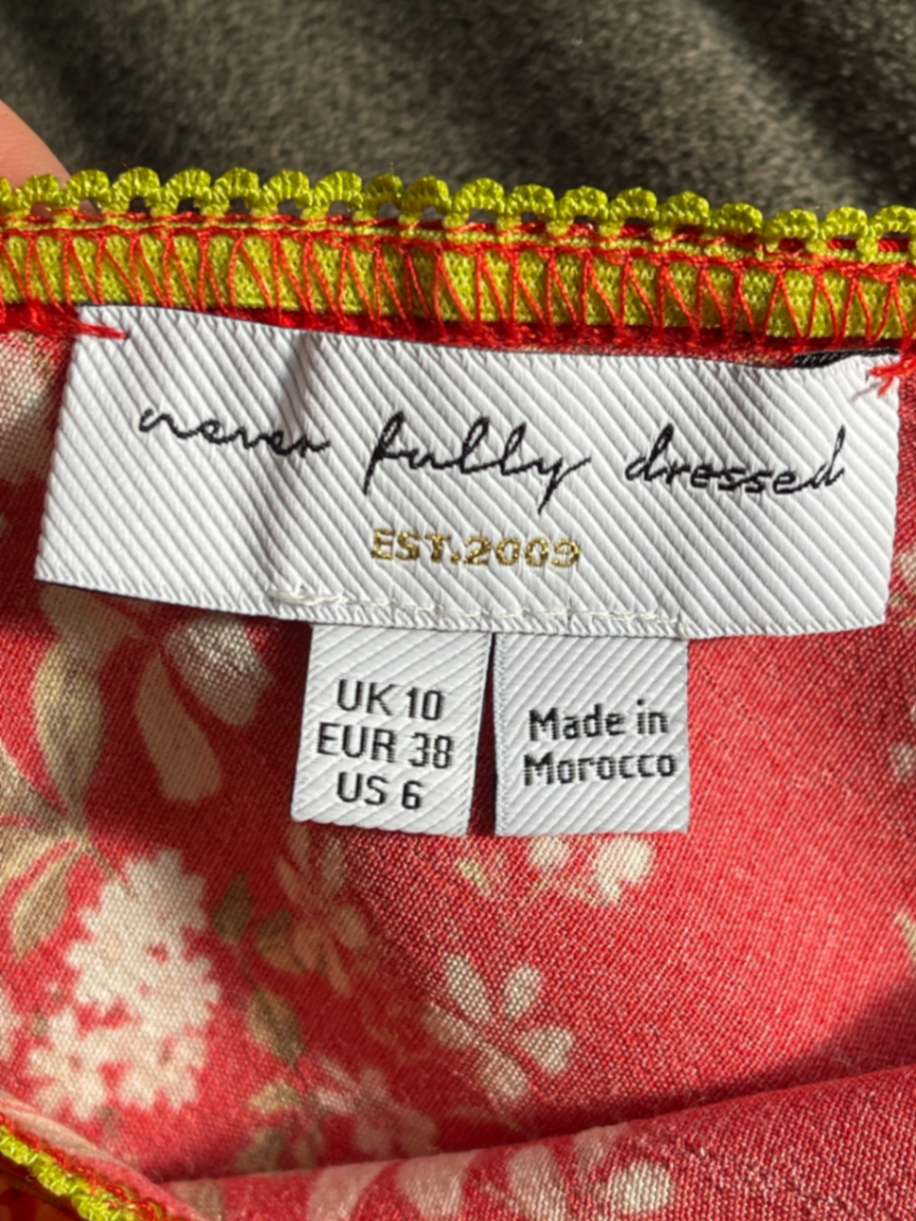 never fully dressed
EST.2009
UK 10
EUR 38
US 6
Made in
Morocco